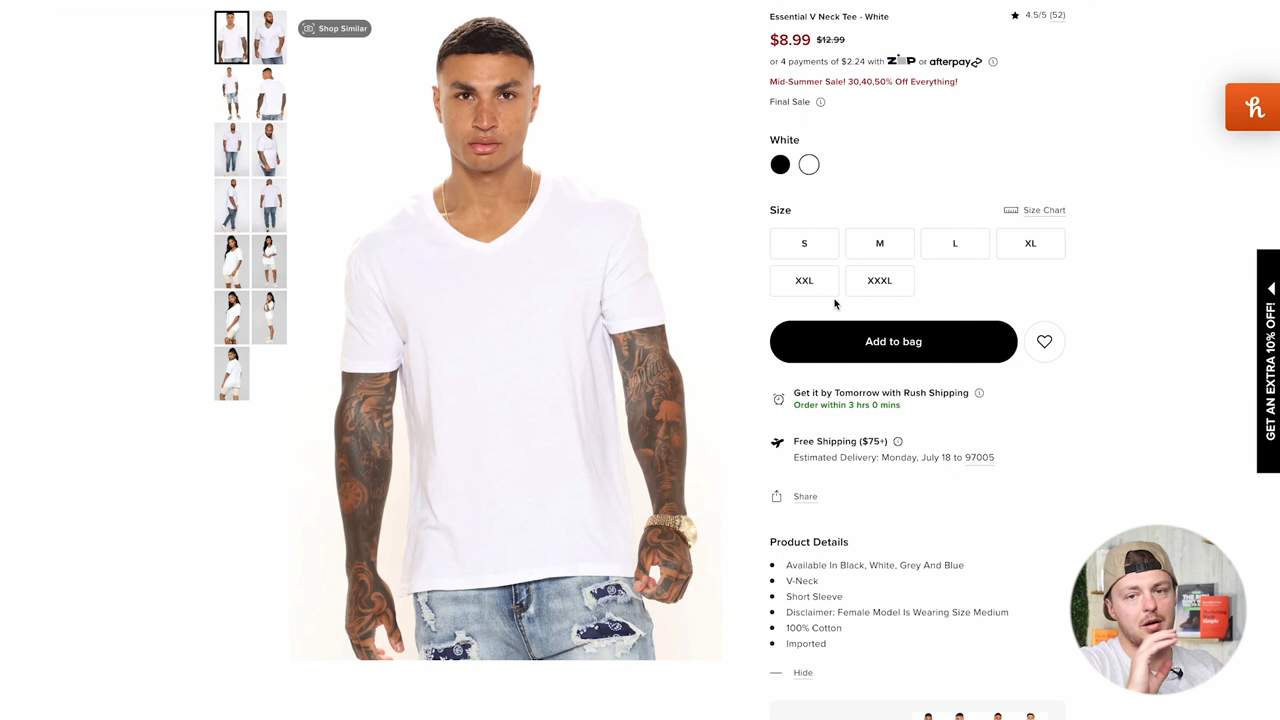 Shop Similar
Essential V Neck Tee - White
4.5/5 (52)
$8.99 $12.99
or 4 payments of $2.24 with ZIP or afterpay
Mid-Summer Sale! 30,40,50% Off Everything!
Final Sale
White
Size
Size Chart
S M L XL
XXL XXXL
Add to bag
Get it by Tomorrow with Rush Shipping
Order within 3 hrs 0 mins
Free Shipping ($75+)
Estimated Delivery: Monday, July 18 to 97005
Share
Product Details
Available In Black, White, Grey And Blue
V-Neck
Short Sleeve
Disclaimer: Female Model Is Wearing Size Medium
100% Cotton
Imported
Hide
h
GET AN EXTRA 10% OFF!